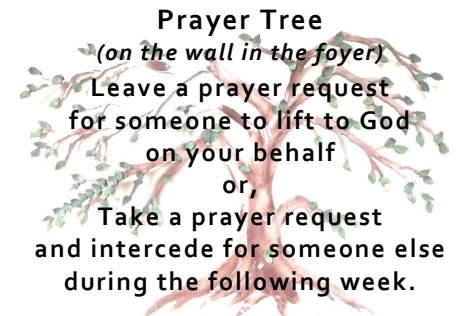 Prayer Tree
(on the wall in the foyer)
Leave a prayer request
for someone to lift to God
on your behalf
or,
Take a prayer request
and intercede for someone else
during the following week.